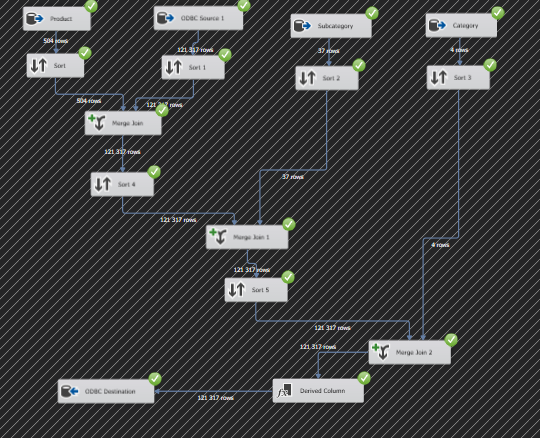 Product
ODBC Source 1
Subcategory
Category
504 rows
121 317 rows
37 rows
4 rows
Sort
Sort 1
Sort 2
Sort 3
504 rows
121 317 rows
Merge Join
121 317 rows
37 rows
Sort 4
121 317 rows
Merge Join 1
4 rows
121 317 rows
Sort 5
121 317 rows
121 317 rows
Merge Join 2
ODBC Destination
121 317 rows
fx
Derived Column